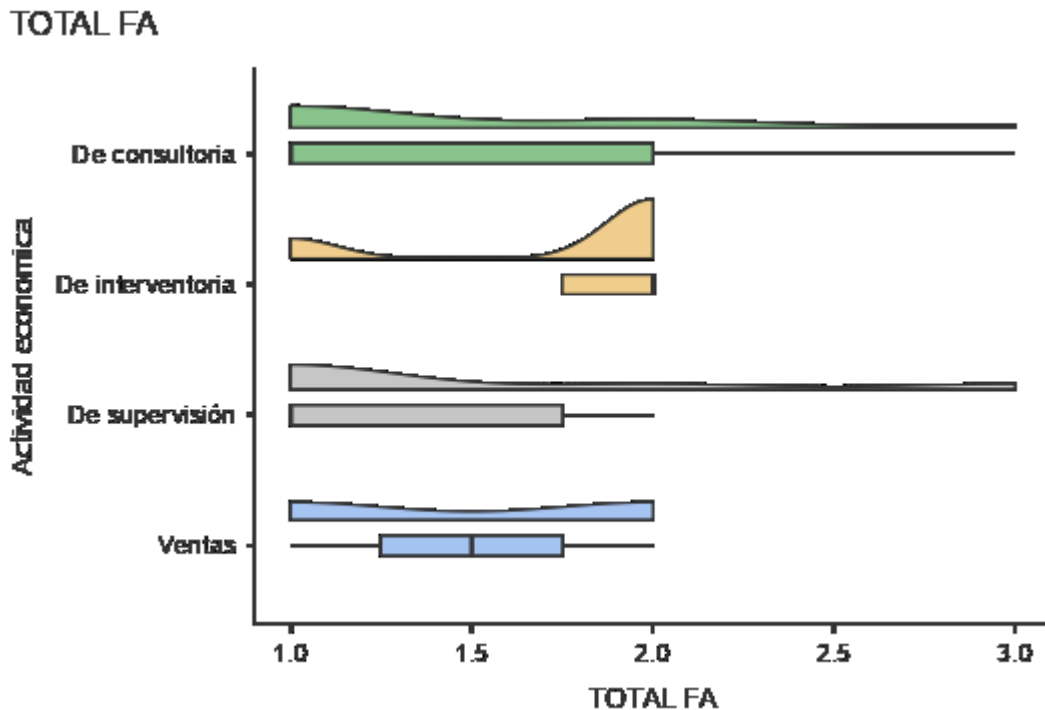 TOTAL FA
De consultoria
De interventoria
De supervisión
Ventas
Actividad economica
1.0 1.5 2.0 2.5 3.0
TOTAL FA